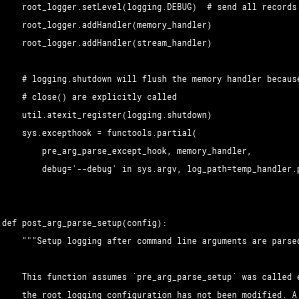 root_logger.setLevel(logging.DEBUG)  # send all records
root_logger.addHandler(memory_handler)
root_logger.addHandler(stream_handler)
# logging.shutdown will flush the memory handler because
# close() are explicitly called
util.atexit_register(logging.shutdown)
sys.excepthook = functools.partial(
pre_arg_parse_except_hook, memory_handler,
debug='--debug' in sys.argv, log_path=temp_handler.p
def post_arg_parse_setup(config):
"""Setup logging after command line arguments are parsed
This function assumes `pre_arg_parse_setup` was called e
the root logging configuration has not been modified. A